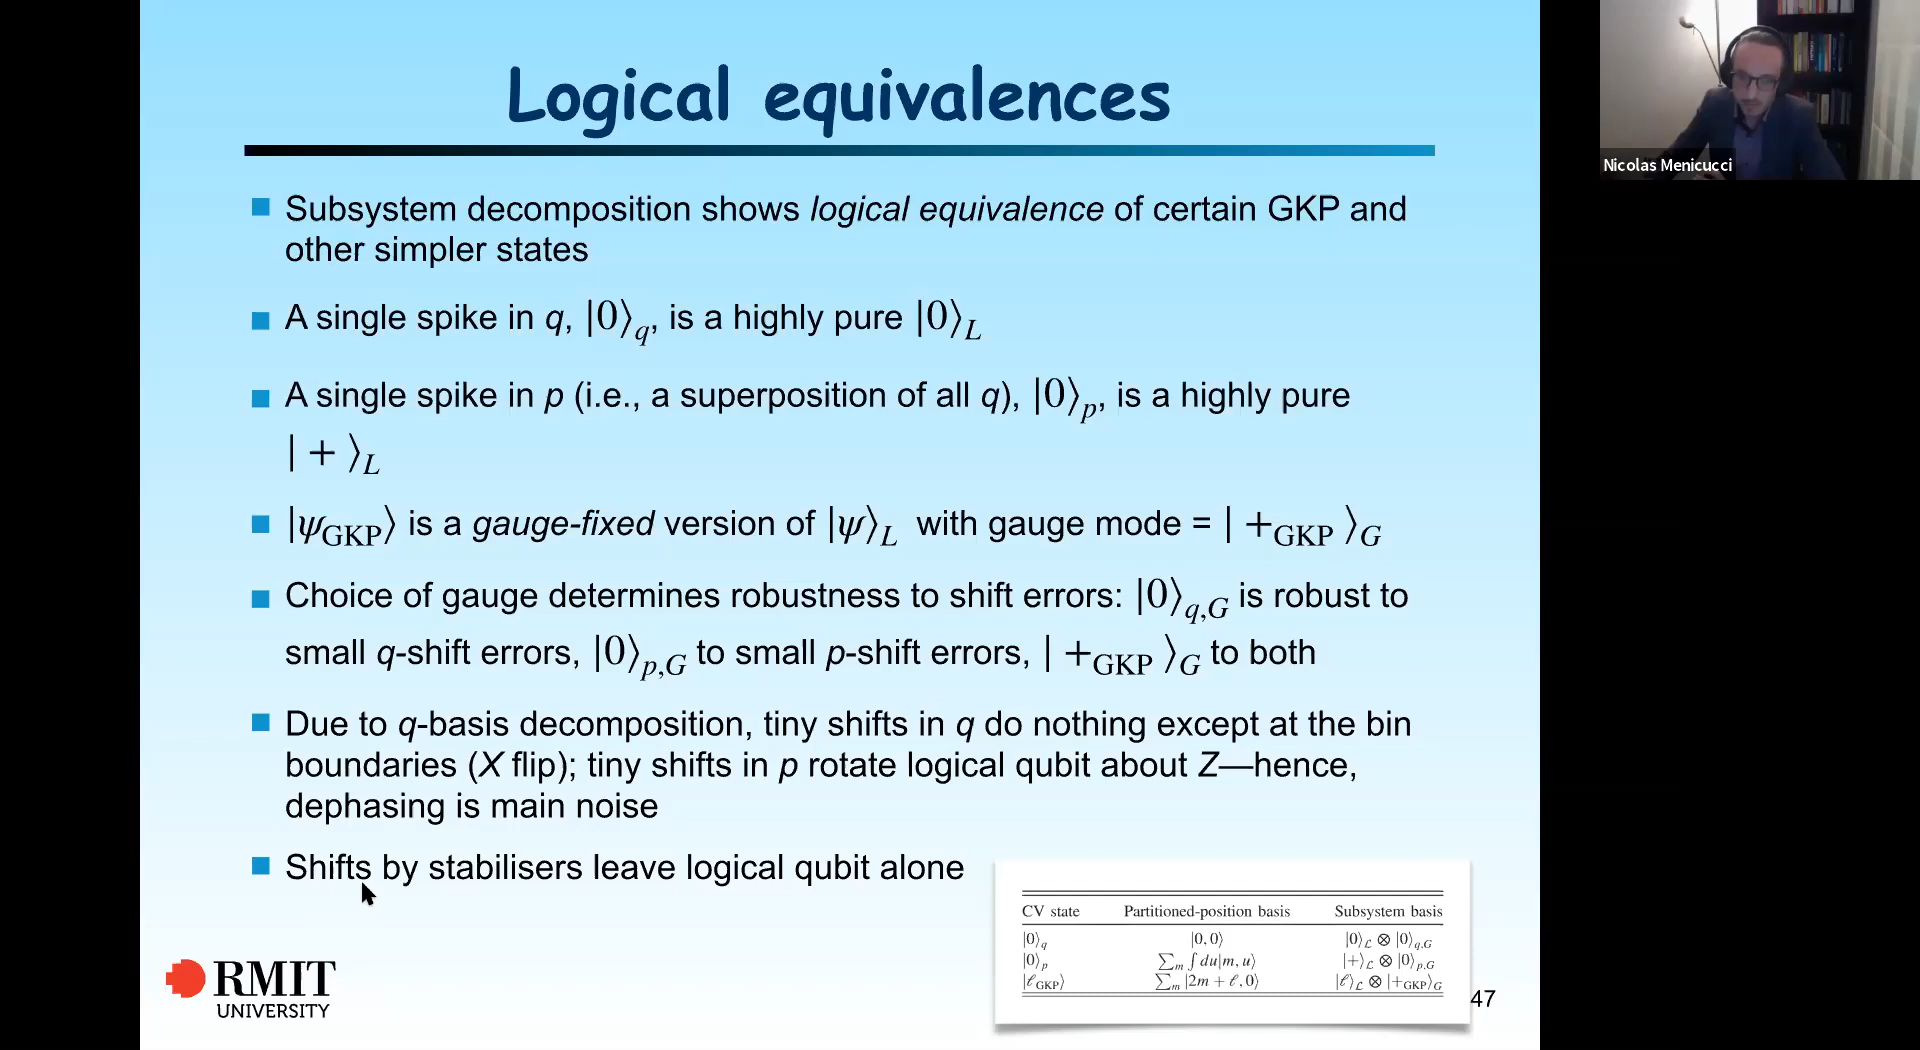 Logical equivalences
Nicolas Menicucci
Subsystem decomposition shows logical equivalence of certain GKP and
other simpler states
A single spike in q, |0⟩_q, is a highly pure |0⟩_L
A single spike in p (i.e., a superposition of all q), |0⟩_p, is a highly pure
| + ⟩_L
|ψ_GKP⟩ is a gauge-fixed version of |ψ⟩_L with gauge mode = | +_GKP ⟩_G
Choice of gauge determines robustness to shift errors: |0⟩_q,G is robust to
small q-shift errors, |0⟩_p,G to small p-shift errors, | +_GKP ⟩_G to both
Due to q-basis decomposition, tiny shifts in q do nothing except at the bin
boundaries (X flip); tiny shifts in p rotate logical qubit about Z—hence,
dephasing is main noise
Shifts by stabilisers leave logical qubit alone
CV state Partitioned-position basis Subsystem basis
|0⟩_q |0, 0⟩ |0⟩_ℒ ⊗ |0⟩_q,G
|0⟩_p ∑_m ∫ du|m, u⟩ |+⟩_ℒ ⊗ |0⟩_p,G
|ℓ_GKP⟩ ∑_m |2m + ℓ, 0⟩ |ℓ⟩_ℒ ⊗ |+_GKP⟩_G
RMIT
UNIVERSITY
47